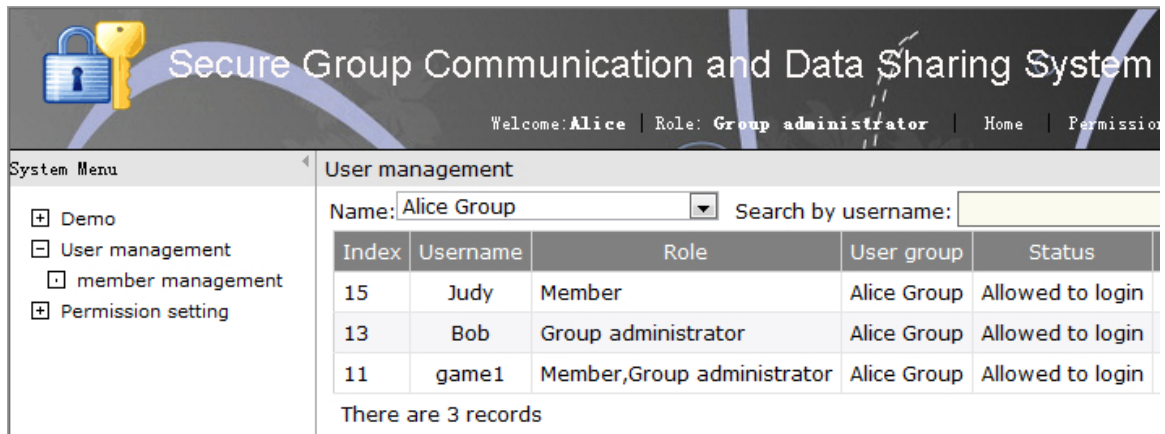 Secure Group Communication and Data Sharing System
Welcome:Alice | Role: Group administrator | Home | Permission
System Menu
User management
Demo
User management
member management
Permission setting
Name: Alice Group Search by username:
Index Username Role User group Status
15 Judy Member Alice Group Allowed to login
13 Bob Group administrator Alice Group Allowed to login
11 game1 Member,Group administrator Alice Group Allowed to login
There are 3 records